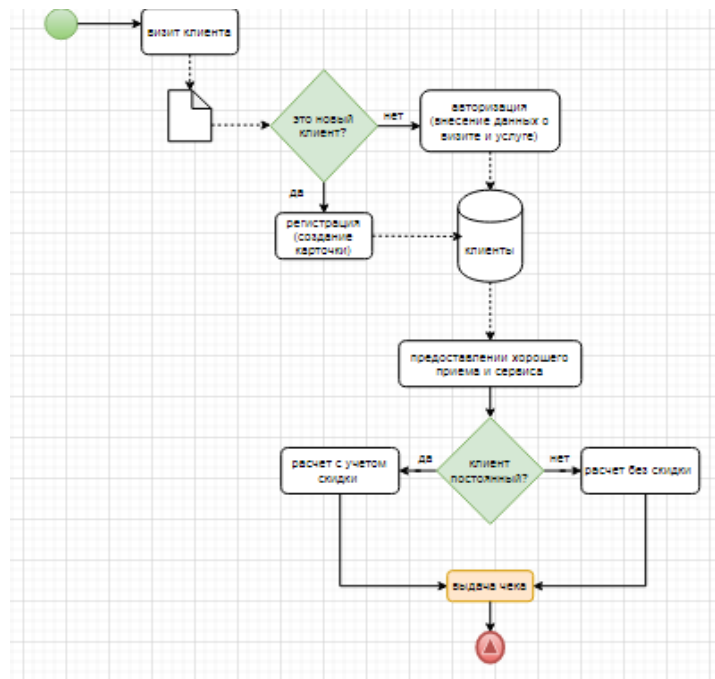 визит клиента
это новый
клиент?
нет
авторизация
(внесение данных о
визите и услуге)
да
регистрация
(создание
карточки)
клиенты
предоставлении хорошего
приема и сервиса
расчет с учетом
скидки
да
клиент
постоянный?
нет
расчет без скидки
выдача чека